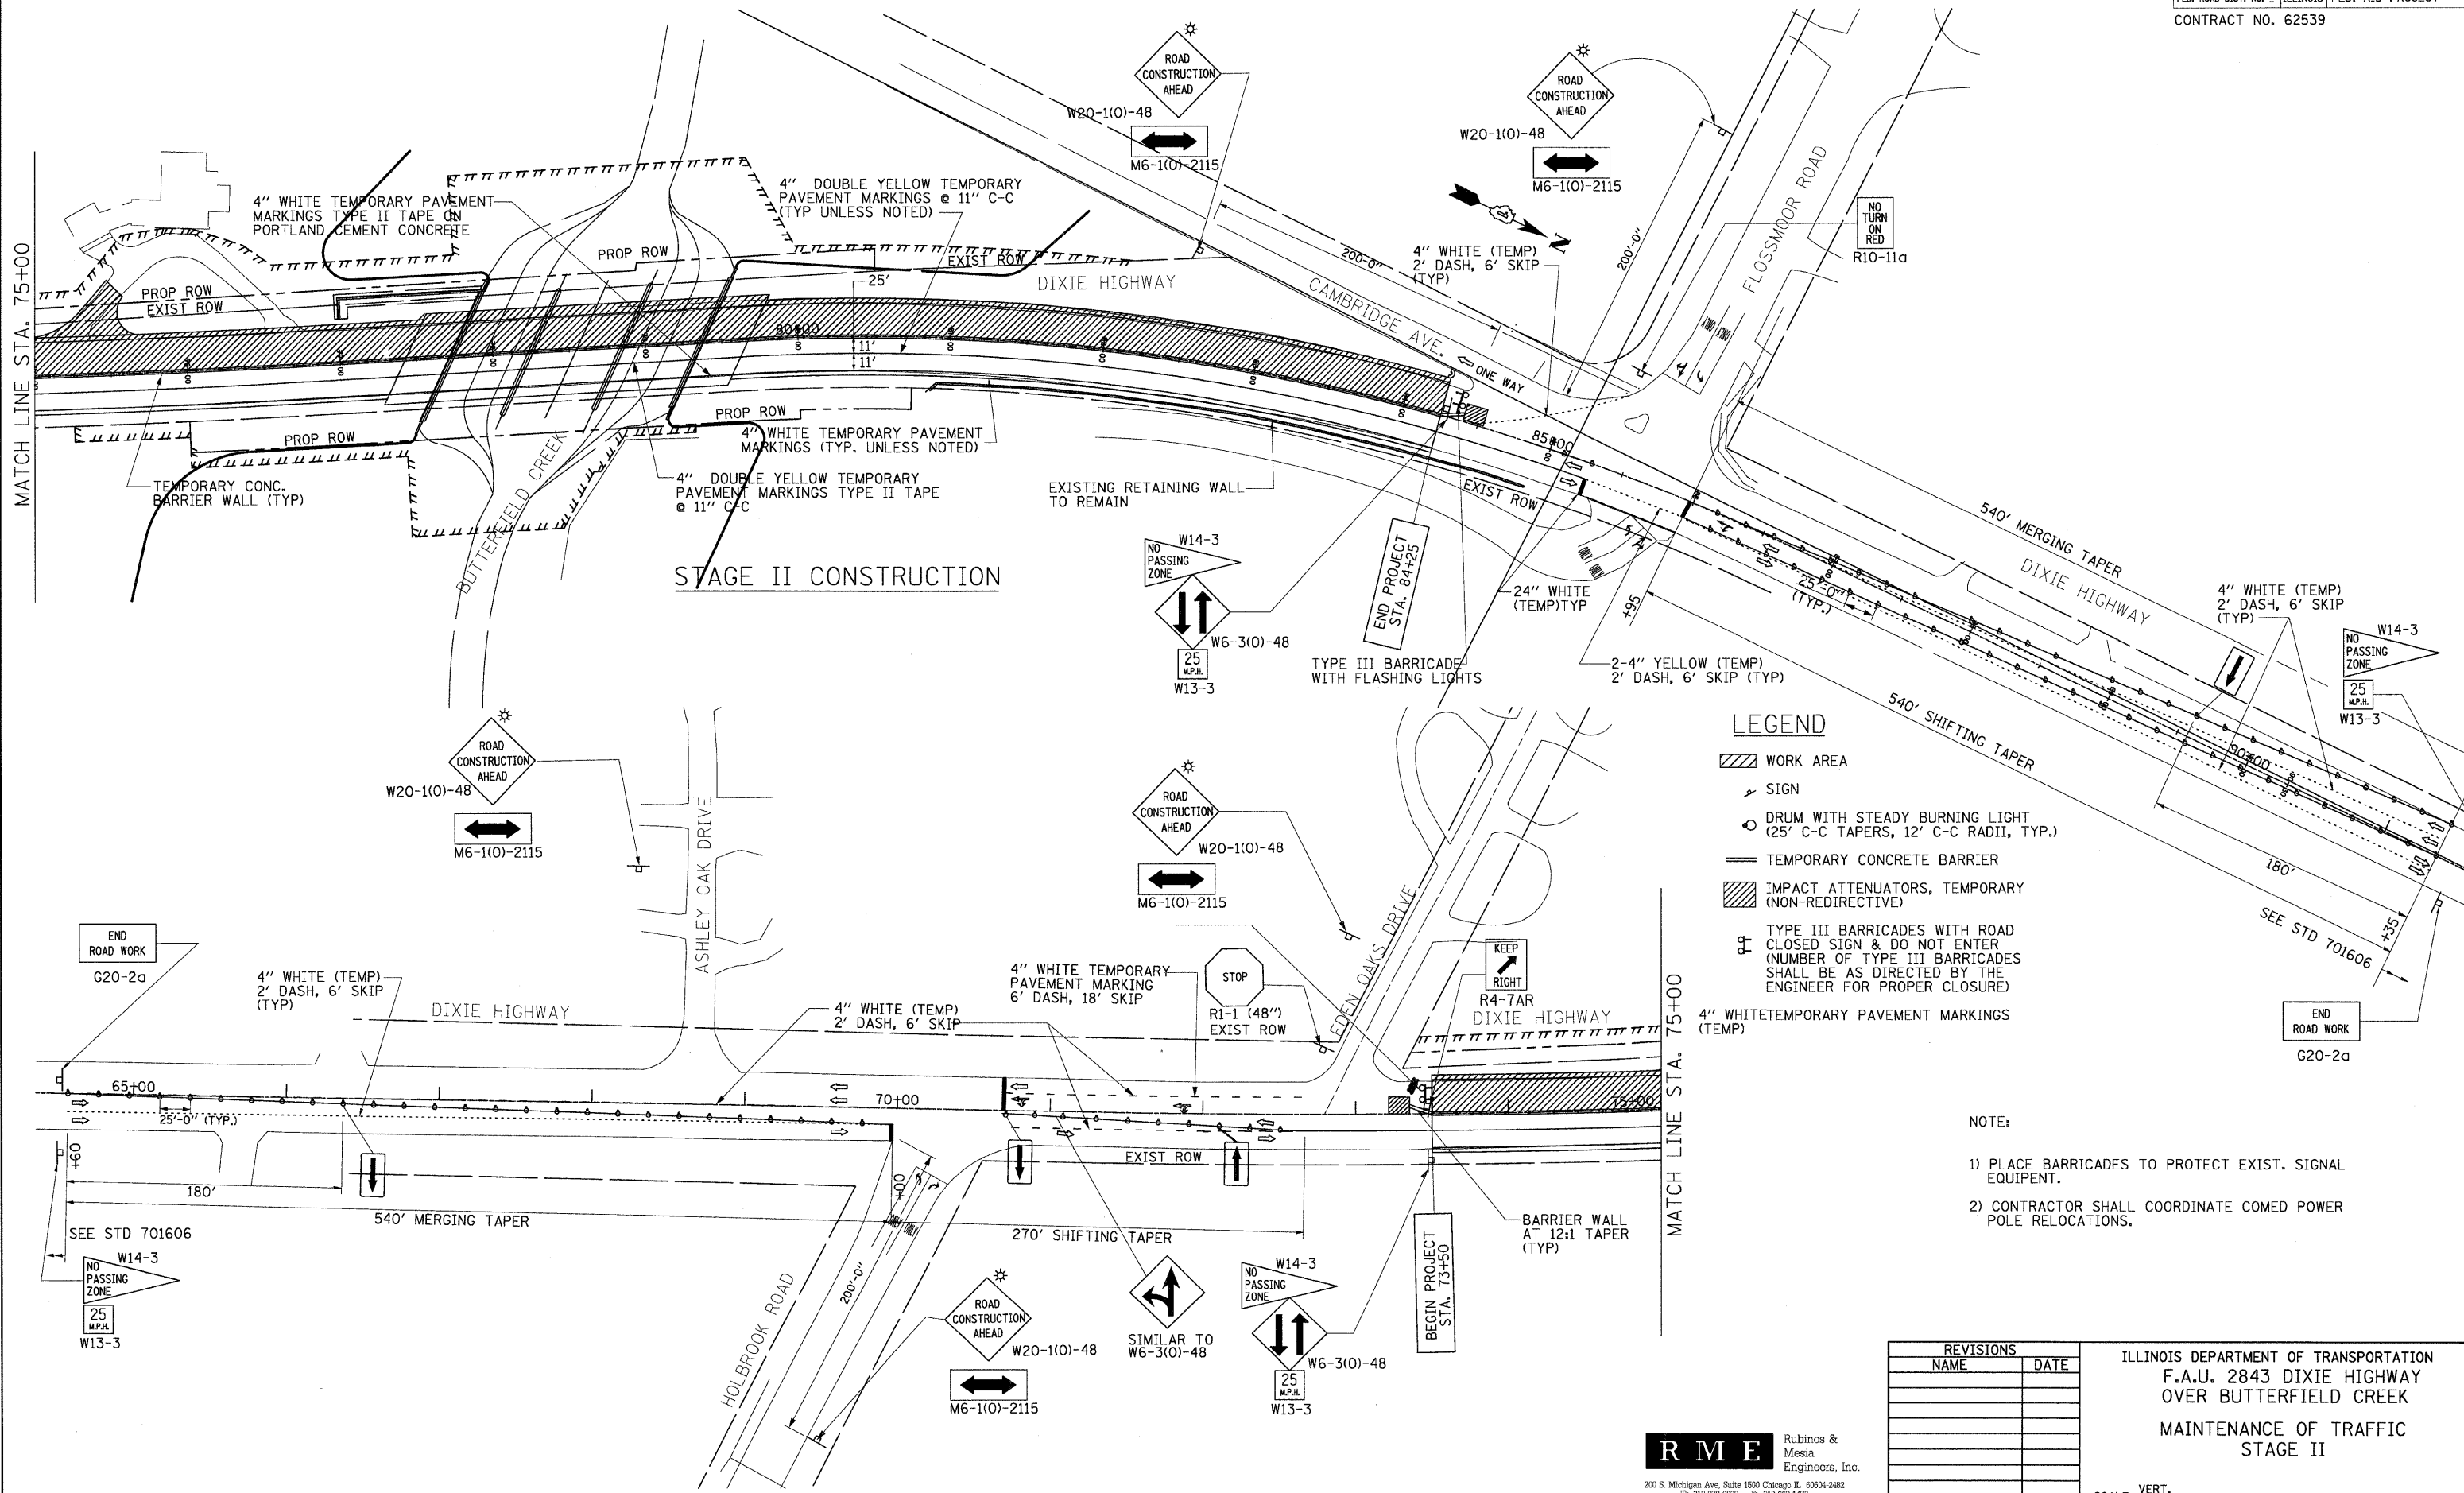 CONTRACT NO. 62539
ROAD
CONSTRUCTION
AHEAD
W20-1(O)-48
M6-1(O)-2115
ROAD
CONSTRUCTION
AHEAD
W20-1(O)-48
M6-1(O)-2115
MATCH LINE STA. 75+00
4" WHITE TEMPORARY PAVEMENT
MARKINGS TYPE II TAPE ON
PORTLAND CEMENT CONCRETE
4" DOUBLE YELLOW TEMPORARY
PAVEMENT MARKINGS @ 11" C-C
(TYP UNLESS NOTED)
PROP ROW
EXIST ROW
DIXIE HIGHWAY
PROP ROW
EXIST ROW
25'
80+00
11'
11'
200'-0"
CAMBRIDGE AVE.
ONE WAY
4" WHITE (TEMP)
2' DASH, 6' SKIP
(TYP)
N
200'-0"
FLOSSMOOR ROAD
NO
TURN
ON
RED
R10-11a
ONLY
ONLY
PROP ROW
PROP ROW
TEMPORARY CONC.
BARRIER WALL (TYP)
BUTTERFIELD CREEK
4" WHITE TEMPORARY PAVEMENT
MARKINGS (TYP. UNLESS NOTED)
4" DOUBLE YELLOW TEMPORARY
PAVEMENT MARKINGS TYPE II TAPE
@ 11" C-C
EXISTING RETAINING WALL
TO REMAIN
EXIST ROW
85+00
STAGE II CONSTRUCTION
W14-3
NO
PASSING
ZONE
W6-3(O)-48
25
M.P.H.
W13-3
END PROJECT
STA. 84+25
TYPE III BARRICADE
WITH FLASHING LIGHTS
24" WHITE
(TEMP)TYP
ONLY
ONLY
+95
2-4" YELLOW (TEMP)
2' DASH, 6' SKIP (TYP)
25'-0"
(TYP.)
540' MERGING TAPER
DIXIE HIGHWAY
540' SHIFTING TAPER
4" WHITE (TEMP)
2' DASH, 6' SKIP
(TYP)
W14-3
NO
PASSING
ZONE
25
M.P.H.
W13-3
90+00
180'
+35
SEE STD 701606
END
ROAD WORK
G20-2a
LEGEND
WORK AREA
SIGN
DRUM WITH STEADY BURNING LIGHT
(25' C-C TAPERS, 12' C-C RADII, TYP.)
TEMPORARY CONCRETE BARRIER
IMPACT ATTENUATORS, TEMPORARY
(NON-REDIRECTIVE)
TYPE III BARRICADES WITH ROAD
CLOSED SIGN & DO NOT ENTER
(NUMBER OF TYPE III BARRICADES
SHALL BE AS DIRECTED BY THE
ENGINEER FOR PROPER CLOSURE)
4" WHITETEMPORARY PAVEMENT MARKINGS
(TEMP)
ROAD
CONSTRUCTION
AHEAD
W20-1(O)-48
M6-1(O)-2115
ASHLEY OAK DRIVE
ROAD
CONSTRUCTION
AHEAD
W20-1(O)-48
M6-1(O)-2115
EDEN OAKS DRIVE
END
ROAD WORK
G20-2a
4" WHITE (TEMP)
2' DASH, 6' SKIP
(TYP)
DIXIE HIGHWAY
4" WHITE (TEMP)
2' DASH, 6' SKIP
4" WHITE TEMPORARY
PAVEMENT MARKING
6' DASH, 18' SKIP
STOP
R1-1 (48")
EXIST ROW
KEEP
RIGHT
R4-7AR
DIXIE HIGHWAY
MATCH LINE STA. 75+00
65+00
25'-0" (TYP.)
70+00
75+00
+60
180'
540' MERGING TAPER
SEE STD 701606
W14-3
NO
PASSING
ZONE
25
M.P.H.
W13-3
+00
ONLY
ONLY
200'-0"
HOLBROOK ROAD
EXIST ROW
270' SHIFTING TAPER
ROAD
CONSTRUCTION
AHEAD
W20-1(O)-48
M6-1(O)-2115
SIMILAR TO
W6-3(O)-48
W14-3
NO
PASSING
ZONE
W6-3(O)-48
25
M.P.H.
W13-3
BEGIN PROJECT
STA. 73+50
BARRIER WALL
AT 12:1 TAPER
(TYP)
NOTE:
1) PLACE BARRICADES TO PROTECT EXIST. SIGNAL
EQUIPENT.
2) CONTRACTOR SHALL COORDINATE COMED POWER
POLE RELOCATIONS.
RME
Rubinos &
Mesia
Engineers, Inc.
200 S. Michigan Ave, Suite 1500 Chicago IL. 60604-2482
REVISIONS
NAME
DATE
ILLINOIS DEPARTMENT OF TRANSPORTATION
F.A.U. 2843 DIXIE HIGHWAY
OVER BUTTERFIELD CREEK
MAINTENANCE OF TRAFFIC
STAGE II
VERT.